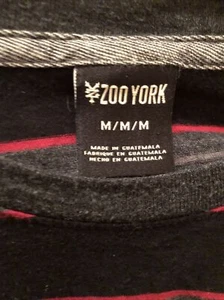 ZOO YORK
M/M/M
MADE IN GUATEMALA
FABRIQUE EN GUATEMALA
HECHO EN GUATEMALA